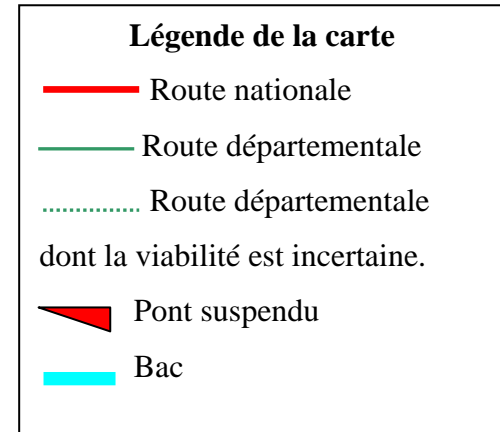 Légende de la carte
Route nationale
Route départementale
Route départementale
dont la viabilité est incertaine.
Pont suspendu
Bac